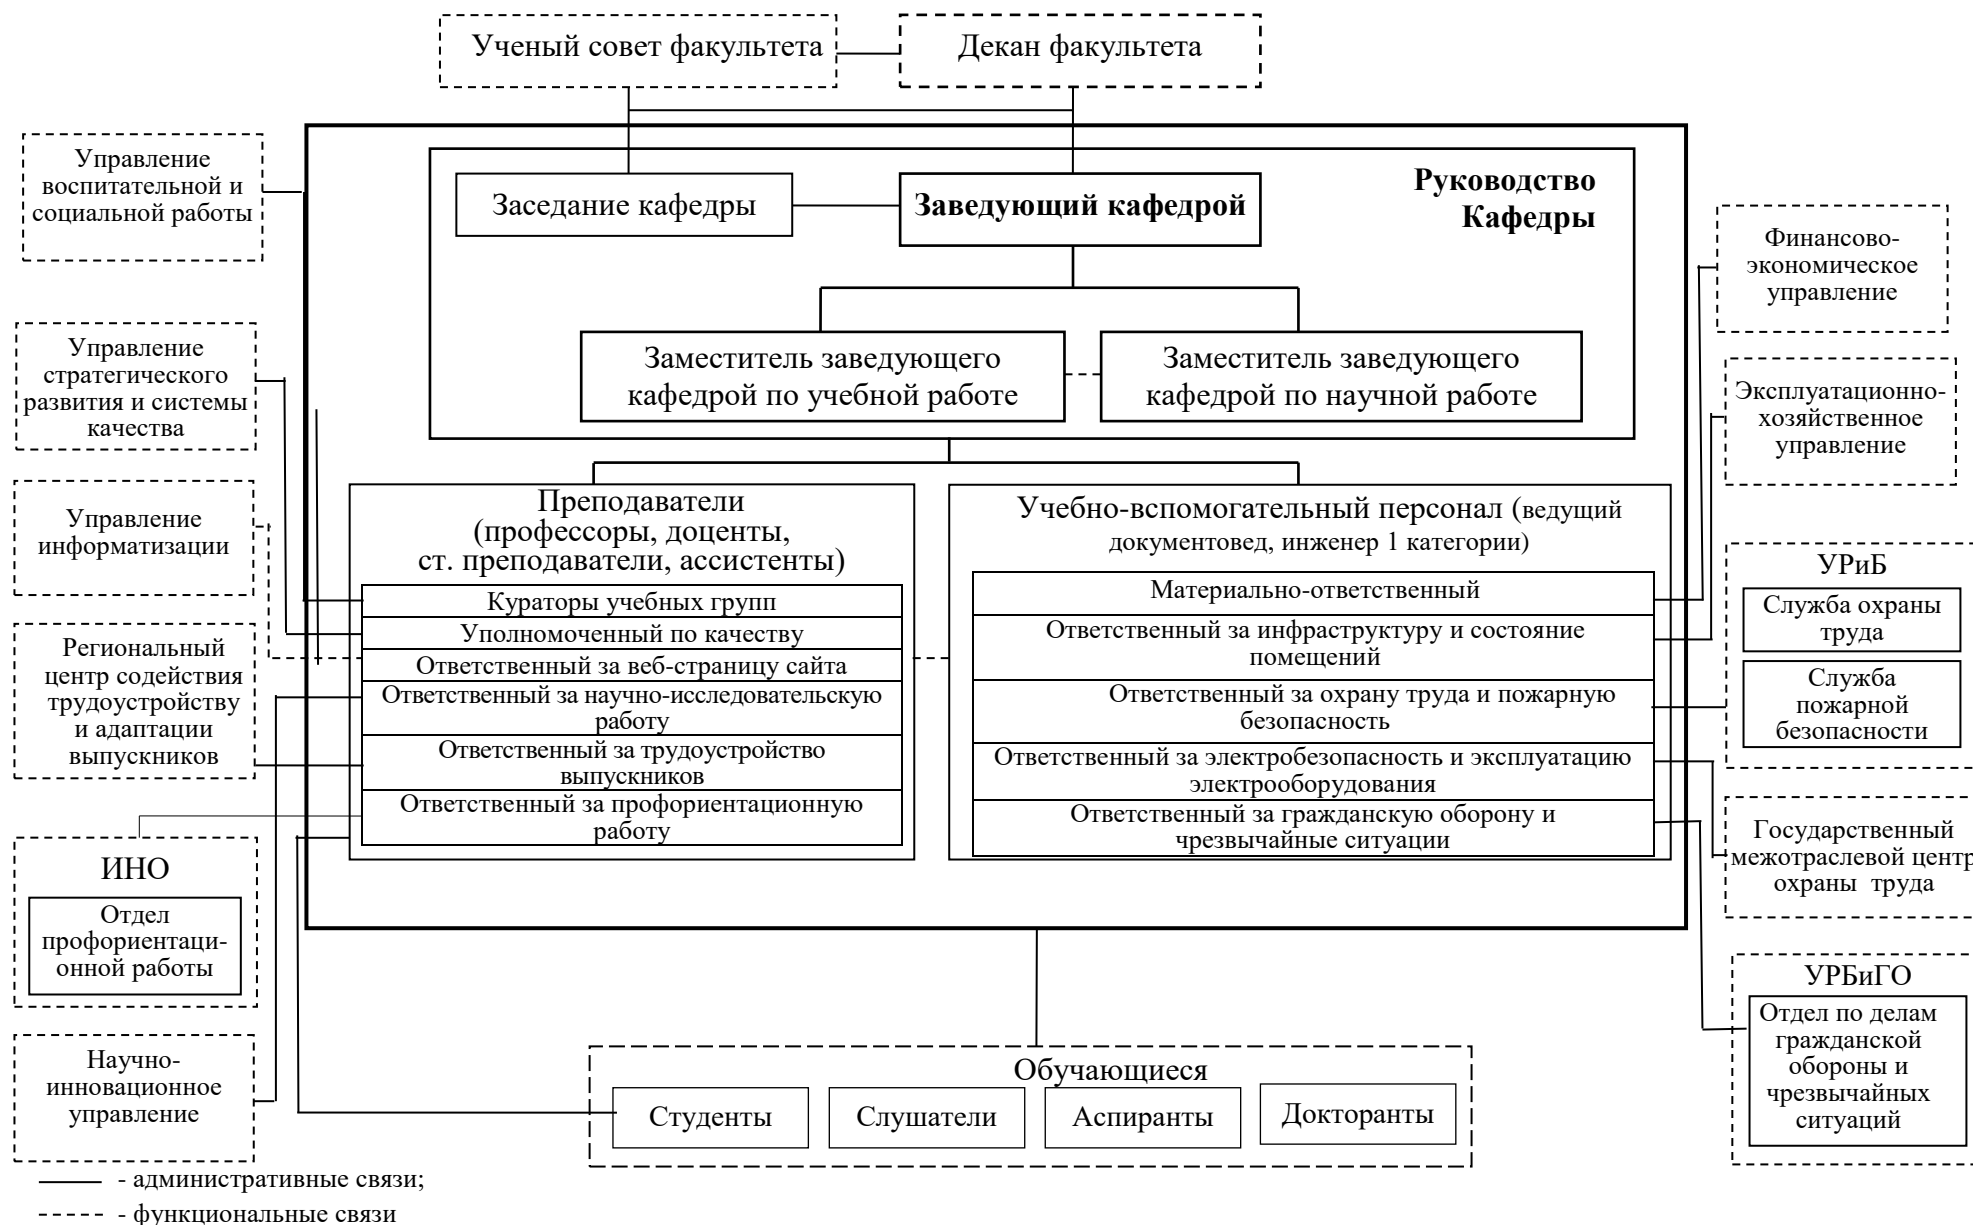 Ученый совет факультета
Декан факультета
Управление
воспитательной и
социальной работы
Заседание кафедры
Заведующий кафедрой
Руководство
Кафедры
Финансово-
экономическое
управление
Управление
стратегического
развития и системы
качества
Заместитель заведующего
кафедрой по учебной работе
Заместитель заведующего
кафедрой по научной работе
Эксплуатационно-
хозяйственное
управление
Управление
информатизации
Преподаватели
(профессоры, доценты,
ст. преподаватели, ассистенты)
Кураторы учебных групп
Уполномоченный по качеству
Ответственный за веб-страницу сайта
Ответственный за научно-исследовательскую
работу
Ответственный за трудоустройство
выпускников
Ответственный за профориентационную
работу
Учебно-вспомогательный персонал (ведущий
документовед, инженер 1 категории)
Материально-ответственный
Ответственный за инфраструктуру и состояние
помещений
Ответственный за охрану труда и пожарную
безопасность
Ответственный за электробезопасность и эксплуатацию
электрооборудования
Ответственный за гражданскую оборону и
чрезвычайные ситуации
УРиБ
Служба охраны
труда
Служба
пожарной
безопасности
Региональный
центр содействия
трудоустройству
и адаптации
выпускников
Государственный
межотраслевой центр
охраны труда
ИНО
Отдел
профориентаци-
онной работы
УРБиГО
Отдел по делам
гражданской
обороны и
чрезвычайных
ситуаций
Научно-
инновационное
управление
Обучающиеся
Студенты
Слушатели
Аспиранты
Докторанты
- административные связи;
- функциональные связи